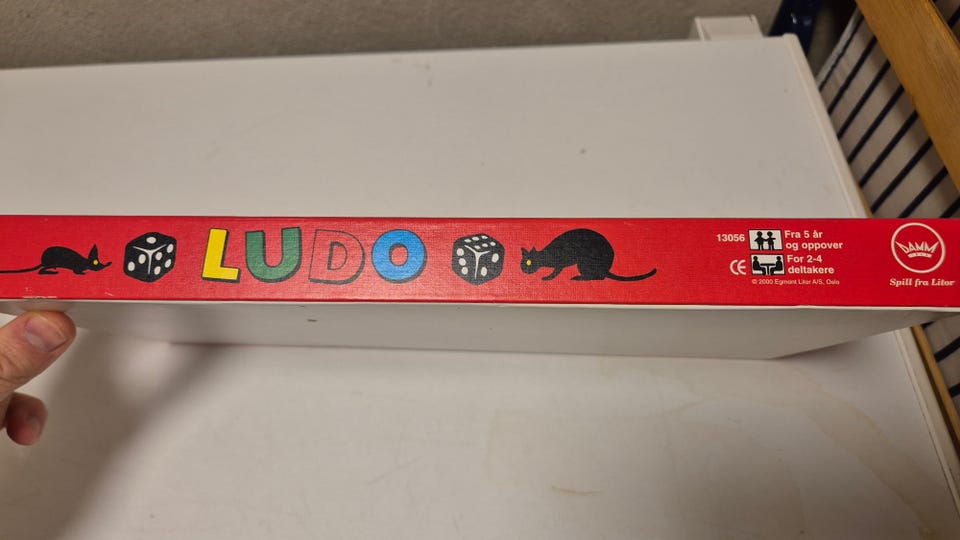 LUDO
13056
Fra 5 år
og oppover
CE
For 2-4
deltakere
© 2000 Egmont Litor A/S, Oslo
DAMM
Spill fra Litor